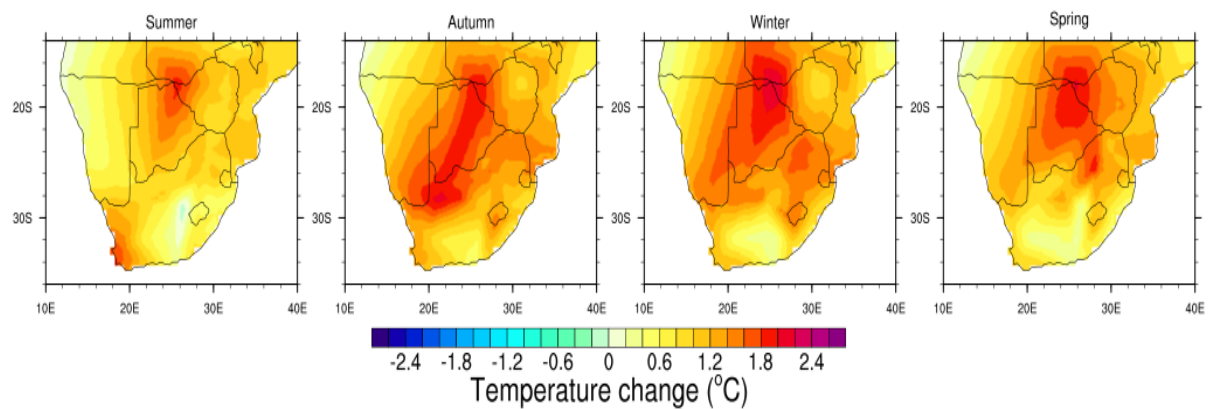 Summer Autumn Winter Spring
20S 20S 20S 20S
30S 30S 30S 30S
10E 20E 30E 40E 10E 20E 30E 40E 10E 20E 30E 40E 10E 20E 30E 40E
-2.4 -1.8 -1.2 -0.6 0 0.6 1.2 1.8 2.4
Temperature change (°C)